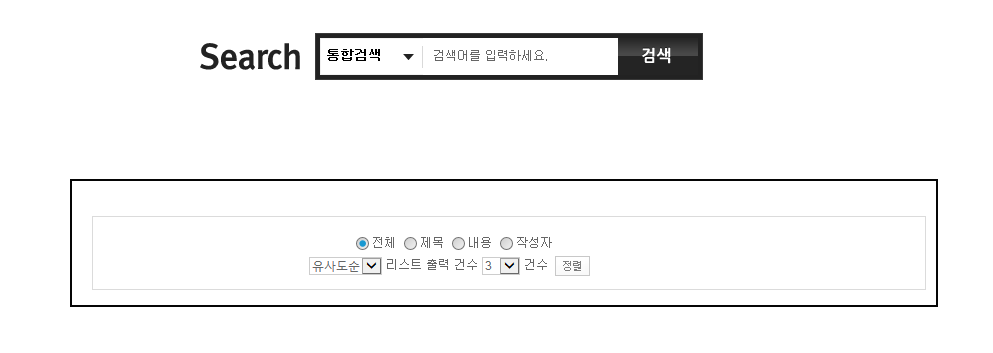 Search 통합검색 검색어를 입력하세요. 검색
전체 제목 내용 작성자
유사도순 리스트 출력 건수 3 건수 정렬